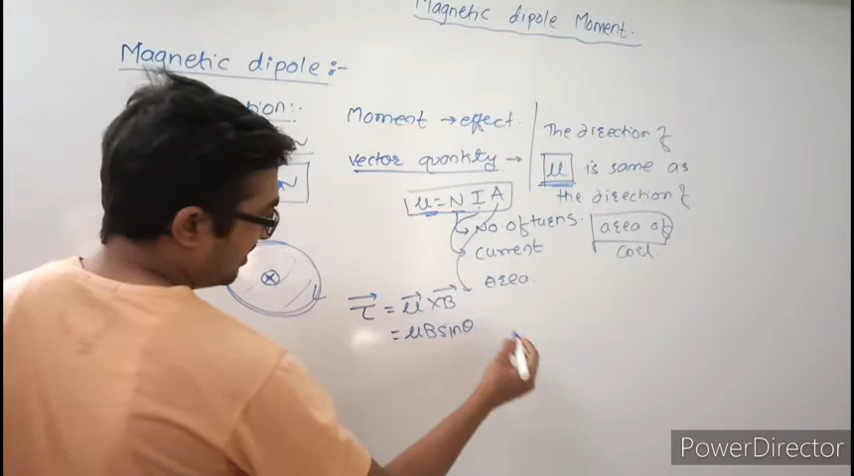 Magnetic dipole Moment.
Magnetic dipole :-
Moment → effect.
vector quantity →
μ = N I A
No of turns.
Current
Area.
τ⃗ = μ⃗ × B⃗
= μBsinθ
The direction of
μ is same as
the direction of
area of
coil.
N
⊗
PowerDirector